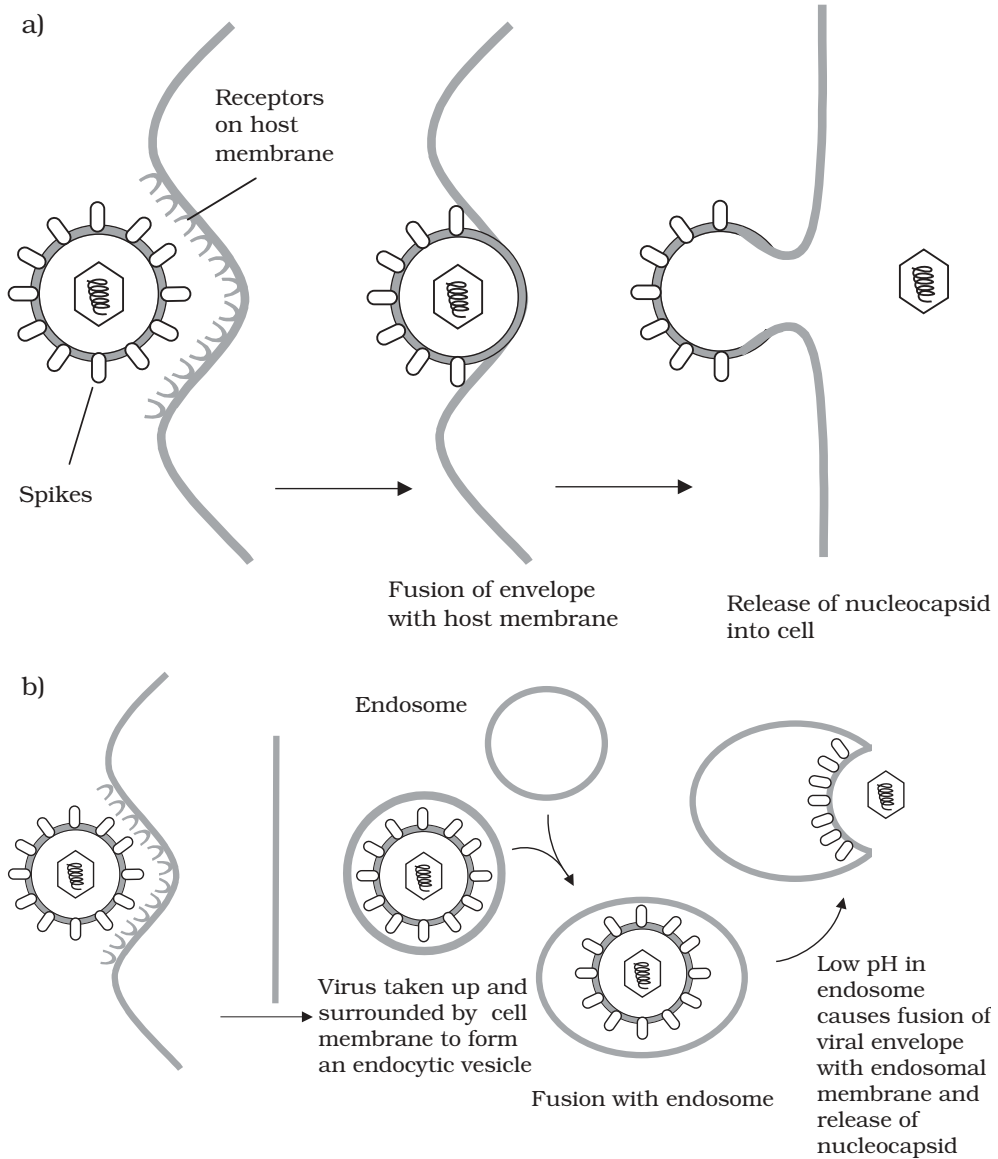 a)
Receptors
on host
membrane
Spikes
Fusion of envelope
with host membrane
Release of nucleocapsid
into cell
b)
Endosome
Virus taken up and
surrounded by cell
membrane to form
an endocytic vesicle
Fusion with endosome
Low pH in
endosome
causes fusion of
viral envelope
with endosomal
membrane and
release of
nucleocapsid